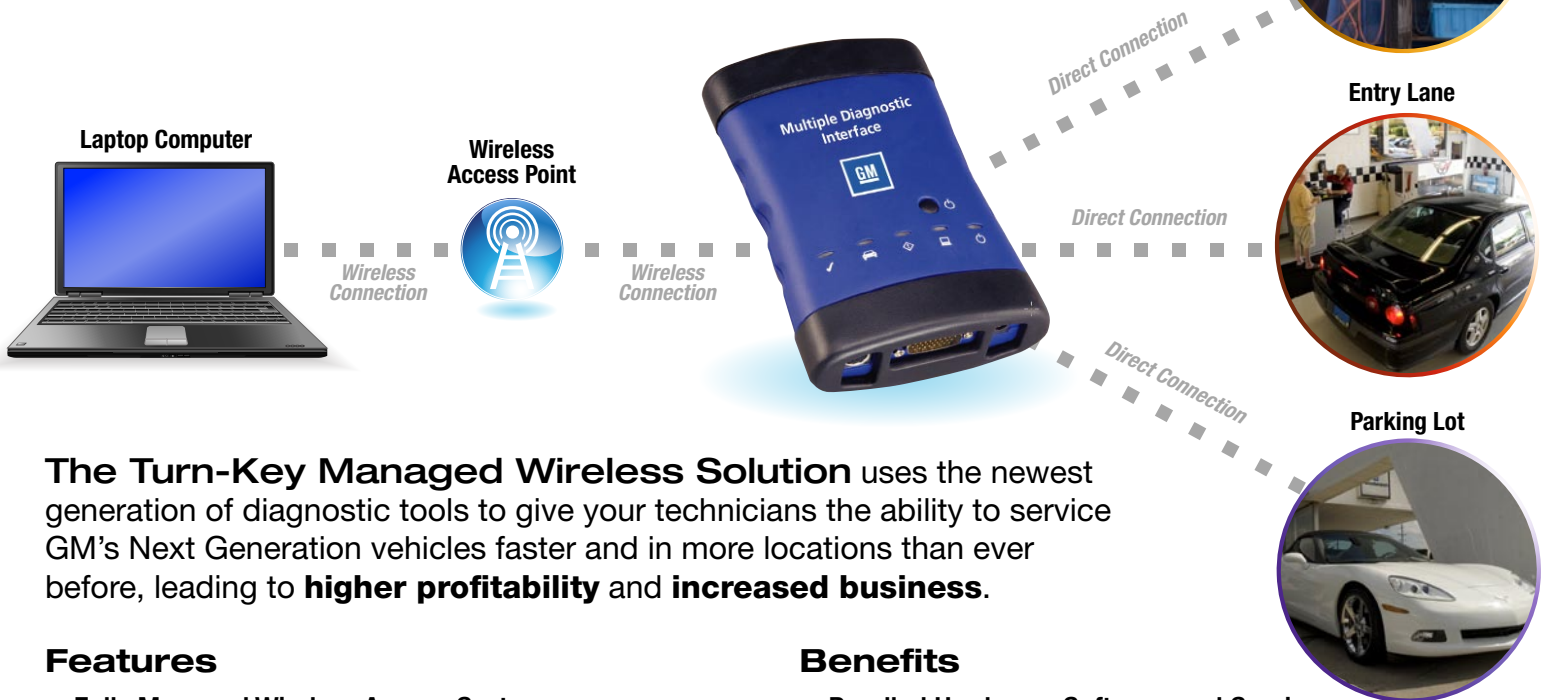 Direct Connection
Entry Lane
Laptop Computer
Wireless
Access Point
Multiple Diagnostic
Interface
GM
Direct Connection
Wireless
Connection
Wireless
Connection
Direct Connection
Parking Lot
The Turn-Key Managed Wireless Solution uses the newest
generation of diagnostic tools to give your technicians the ability to service
GM's Next Generation vehicles faster and in more locations than ever
before, leading to higher profitability and increased business.
Features
Benefits